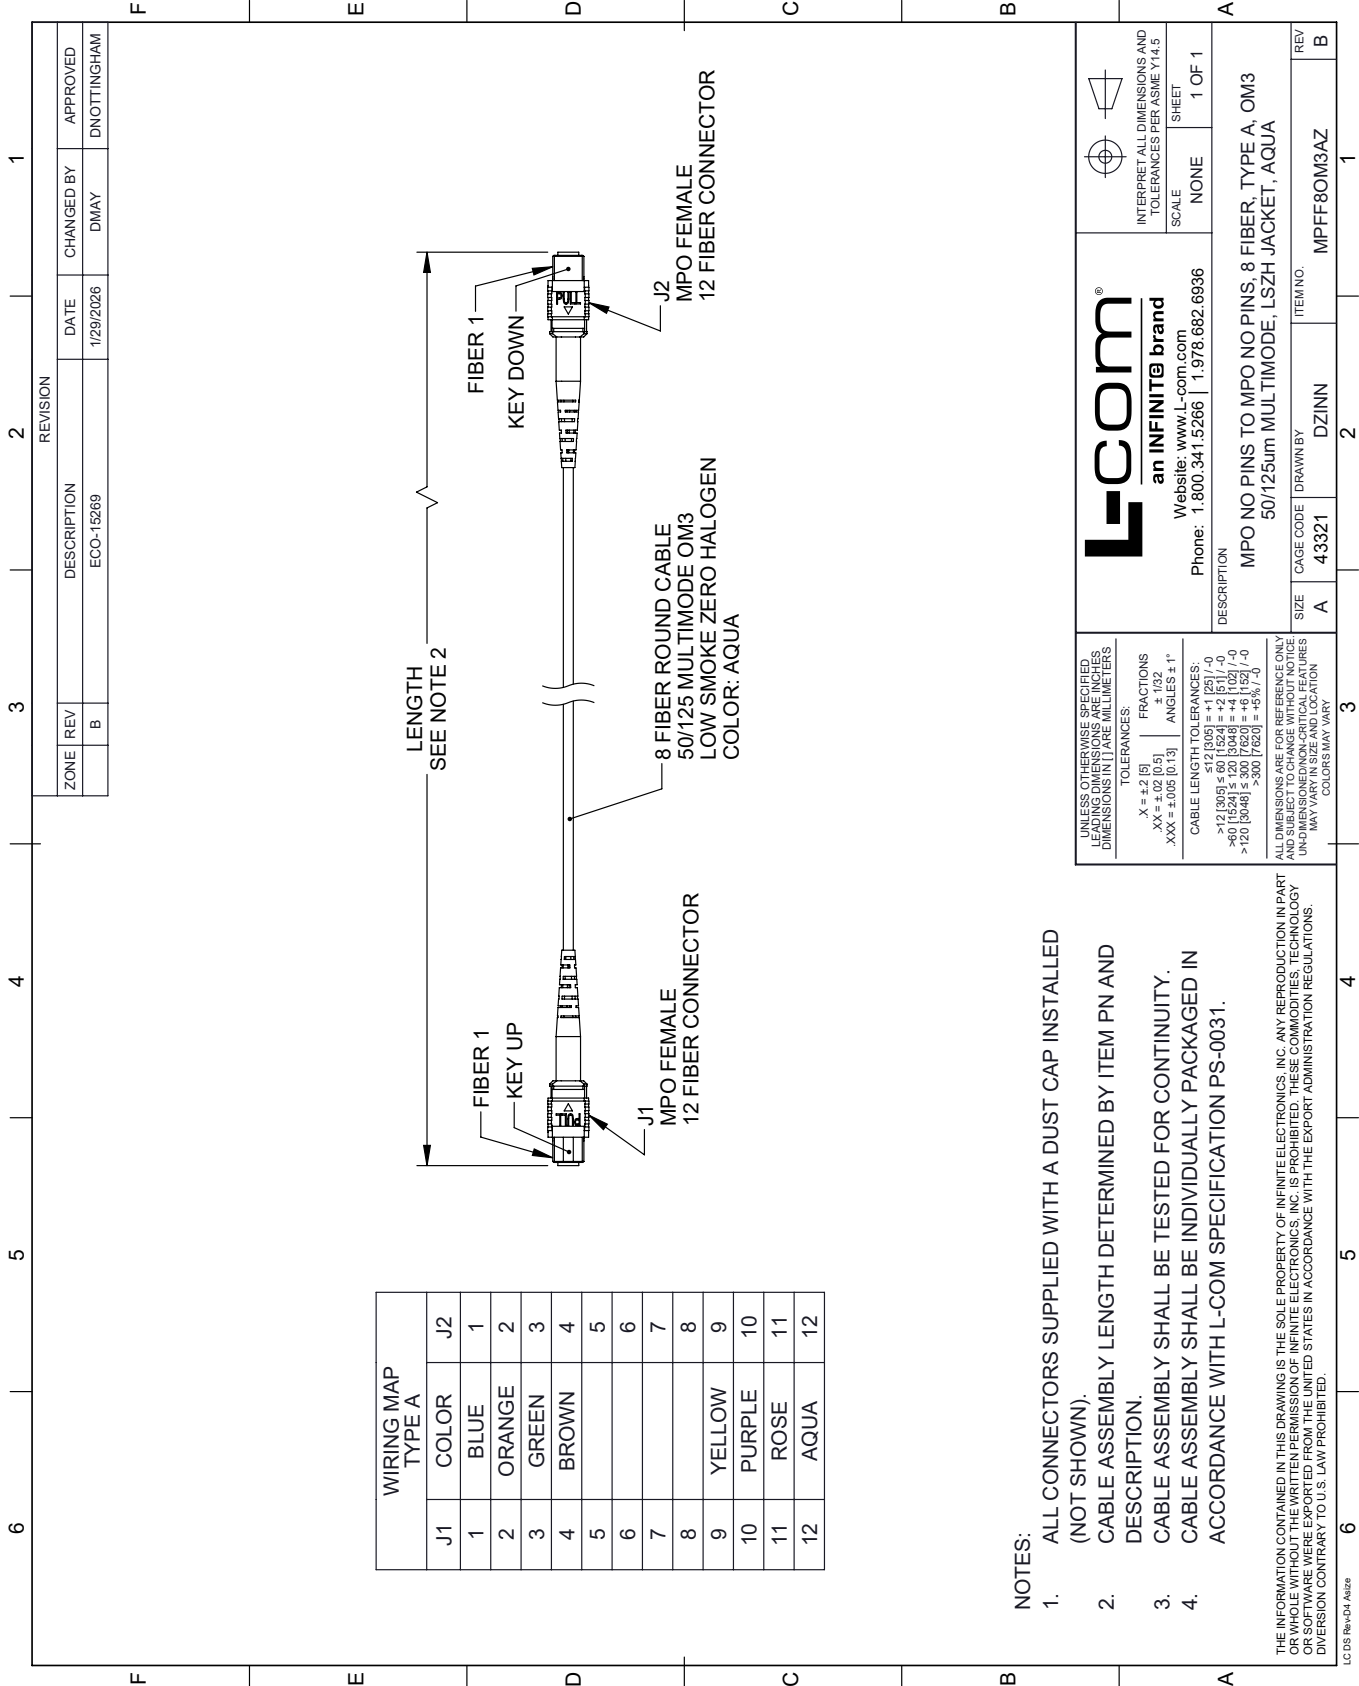 REVISION
ZONE REV DESCRIPTION DATE CHANGED BY APPROVED
B ECO-15269 1/29/2026 DMAY DNOTTINGHAM
6 5 4 3 2 1
F
E
D
C
B
A
LENGTH
SEE NOTE 2
FIBER 1
KEY UP
PULL
J1
MPO FEMALE
12 FIBER CONNECTOR
8 FIBER ROUND CABLE
50/125 MULTIMODE OM3
LOW SMOKE ZERO HALOGEN
COLOR: AQUA
FIBER 1
KEY DOWN
PULL
J2
MPO FEMALE
12 FIBER CONNECTOR
WIRING MAP
TYPE A
J1 COLOR J2
1 BLUE 1
2 ORANGE 2
3 GREEN 3
4 BROWN 4
5 5
6 6
7 7
8 8
9 YELLOW 9
10 PURPLE 10
11 ROSE 11
12 AQUA 12
NOTES:
1. ALL CONNECTORS SUPPLIED WITH A DUST CAP INSTALLED
(NOT SHOWN).
2. CABLE ASSEMBLY LENGTH DETERMINED BY ITEM PN AND
DESCRIPTION.
3. CABLE ASSEMBLY SHALL BE TESTED FOR CONTINUITY.
4. CABLE ASSEMBLY SHALL BE INDIVIDUALLY PACKAGED IN
ACCORDANCE WITH L-COM SPECIFICATION PS-0031.
THE INFORMATION CONTAINED IN THIS DRAWING IS THE SOLE PROPERTY OF INFINITE ELECTRONICS, INC. ANY REPRODUCTION IN PART
OR WHOLE WITHOUT THE WRITTEN PERMISSION OF INFINITE ELECTRONICS, INC. IS PROHIBITED. THESE COMMODITIES, TECHNOLOGY
OR SOFTWARE WERE EXPORTED FROM THE UNITED STATES IN ACCORDANCE WITH THE EXPORT ADMINISTRATION REGULATIONS.
DIVERSION CONTRARY TO U.S. LAW PROHIBITED.
UNLESS OTHERWISE SPECIFIED
LEADING DIMENSIONS ARE INCHES
DIMENSIONS IN [ ] ARE MILLIMETERS
TOLERANCES:
.X = ±.2 [5] FRACTIONS
.XX = ±.02 [0.5] ± 1/32
.XXX = ±.005 [0.13] ANGLES ± 1°
CABLE LENGTH TOLERANCES:
≤12 [305] = +1 [25] / -0
>12 [305] ≤ 60 [1524] = +2 [51] / -0
>60 [1524] ≤ 120 [3048] = +4 [102] / -0
>120 [3048] ≤ 300 [7620] = +6 [152] / -0
>300 [7620] = +5% / -0
ALL DIMENSIONS ARE FOR REFERENCE ONLY
AND SUBJECT TO CHANGE WITHOUT NOTICE.
UN-DIMENSIONED/NON-CRITICAL FEATURES
MAY VARY IN SIZE AND LOCATION
COLORS MAY VARY
L-com®
an INFINITe brand
Website: www.L-com.com
Phone: 1.800.341.5266 | 1.978.682.6936
INTERPRET ALL DIMENSIONS AND
TOLERANCES PER ASME Y14.5
SCALE SHEET
NONE 1 OF 1
DESCRIPTION
MPO NO PINS TO MPO NO PINS, 8 FIBER, TYPE A, OM3
50/125um MULTIMODE, LSZH JACKET, AQUA
SIZE CAGE CODE DRAWN BY ITEM NO. REV
A 43321 DZINN MPFF8OM3AZ B
F
E
D
C
B
A
LC DS Rev-D4 Asize
6 5 4 3 2 1